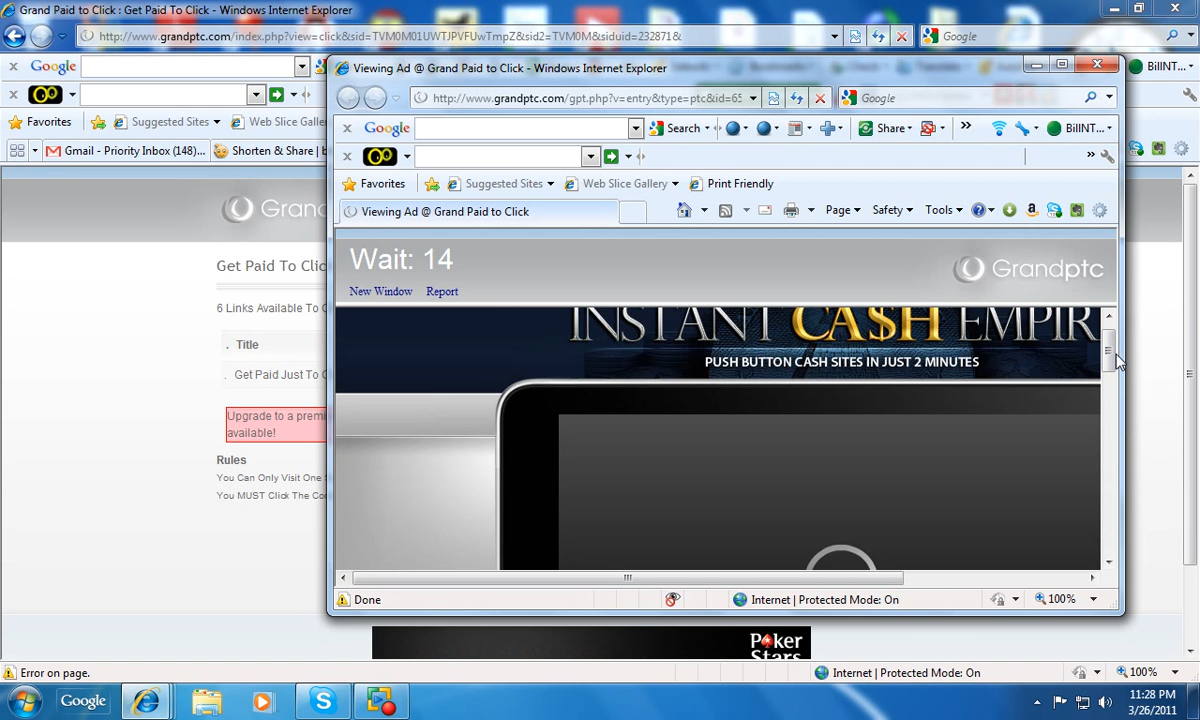 Grand Paid to Click : Get Paid To Click - Windows Internet Explorer
http://www.grandptc.com/index.php?view=click&sid=TVM0M01UWTJPVFUwTmpZ&sid2=TVM0M&siduid=232871&
Google
x Google
BillNT...
x
Favorites Suggested Sites Web Slice Galle
Gmail - Priority Inbox (148)... Shorten & Share | b
Grand
Get Paid To Click
6 Links Available To C
. Title
. Get Paid Just To C
Upgrade to a premi
available!
Rules
You Can Only Visit One S
You MUST Click The Co
Viewing Ad @ Grand Paid to Click - Windows Internet Explorer
http://www.grandptc.com/gpt.php?v=entry&type=ptc&id=65
Google
x Google Search Share BillNT...
x
Favorites Suggested Sites Web Slice Gallery Print Friendly
Viewing Ad @ Grand Paid to Click
Page Safety Tools
Wait: 14
Grandptc
New Window Report
INSTANT CA$H EMPIR
PUSH BUTTON CASH SITES IN JUST 2 MINUTES
Done
Internet | Protected Mode: On
100%
Poker
Stars
Error on page.
Internet | Protected Mode: On
100%
Google
11:28 PM
3/26/2011